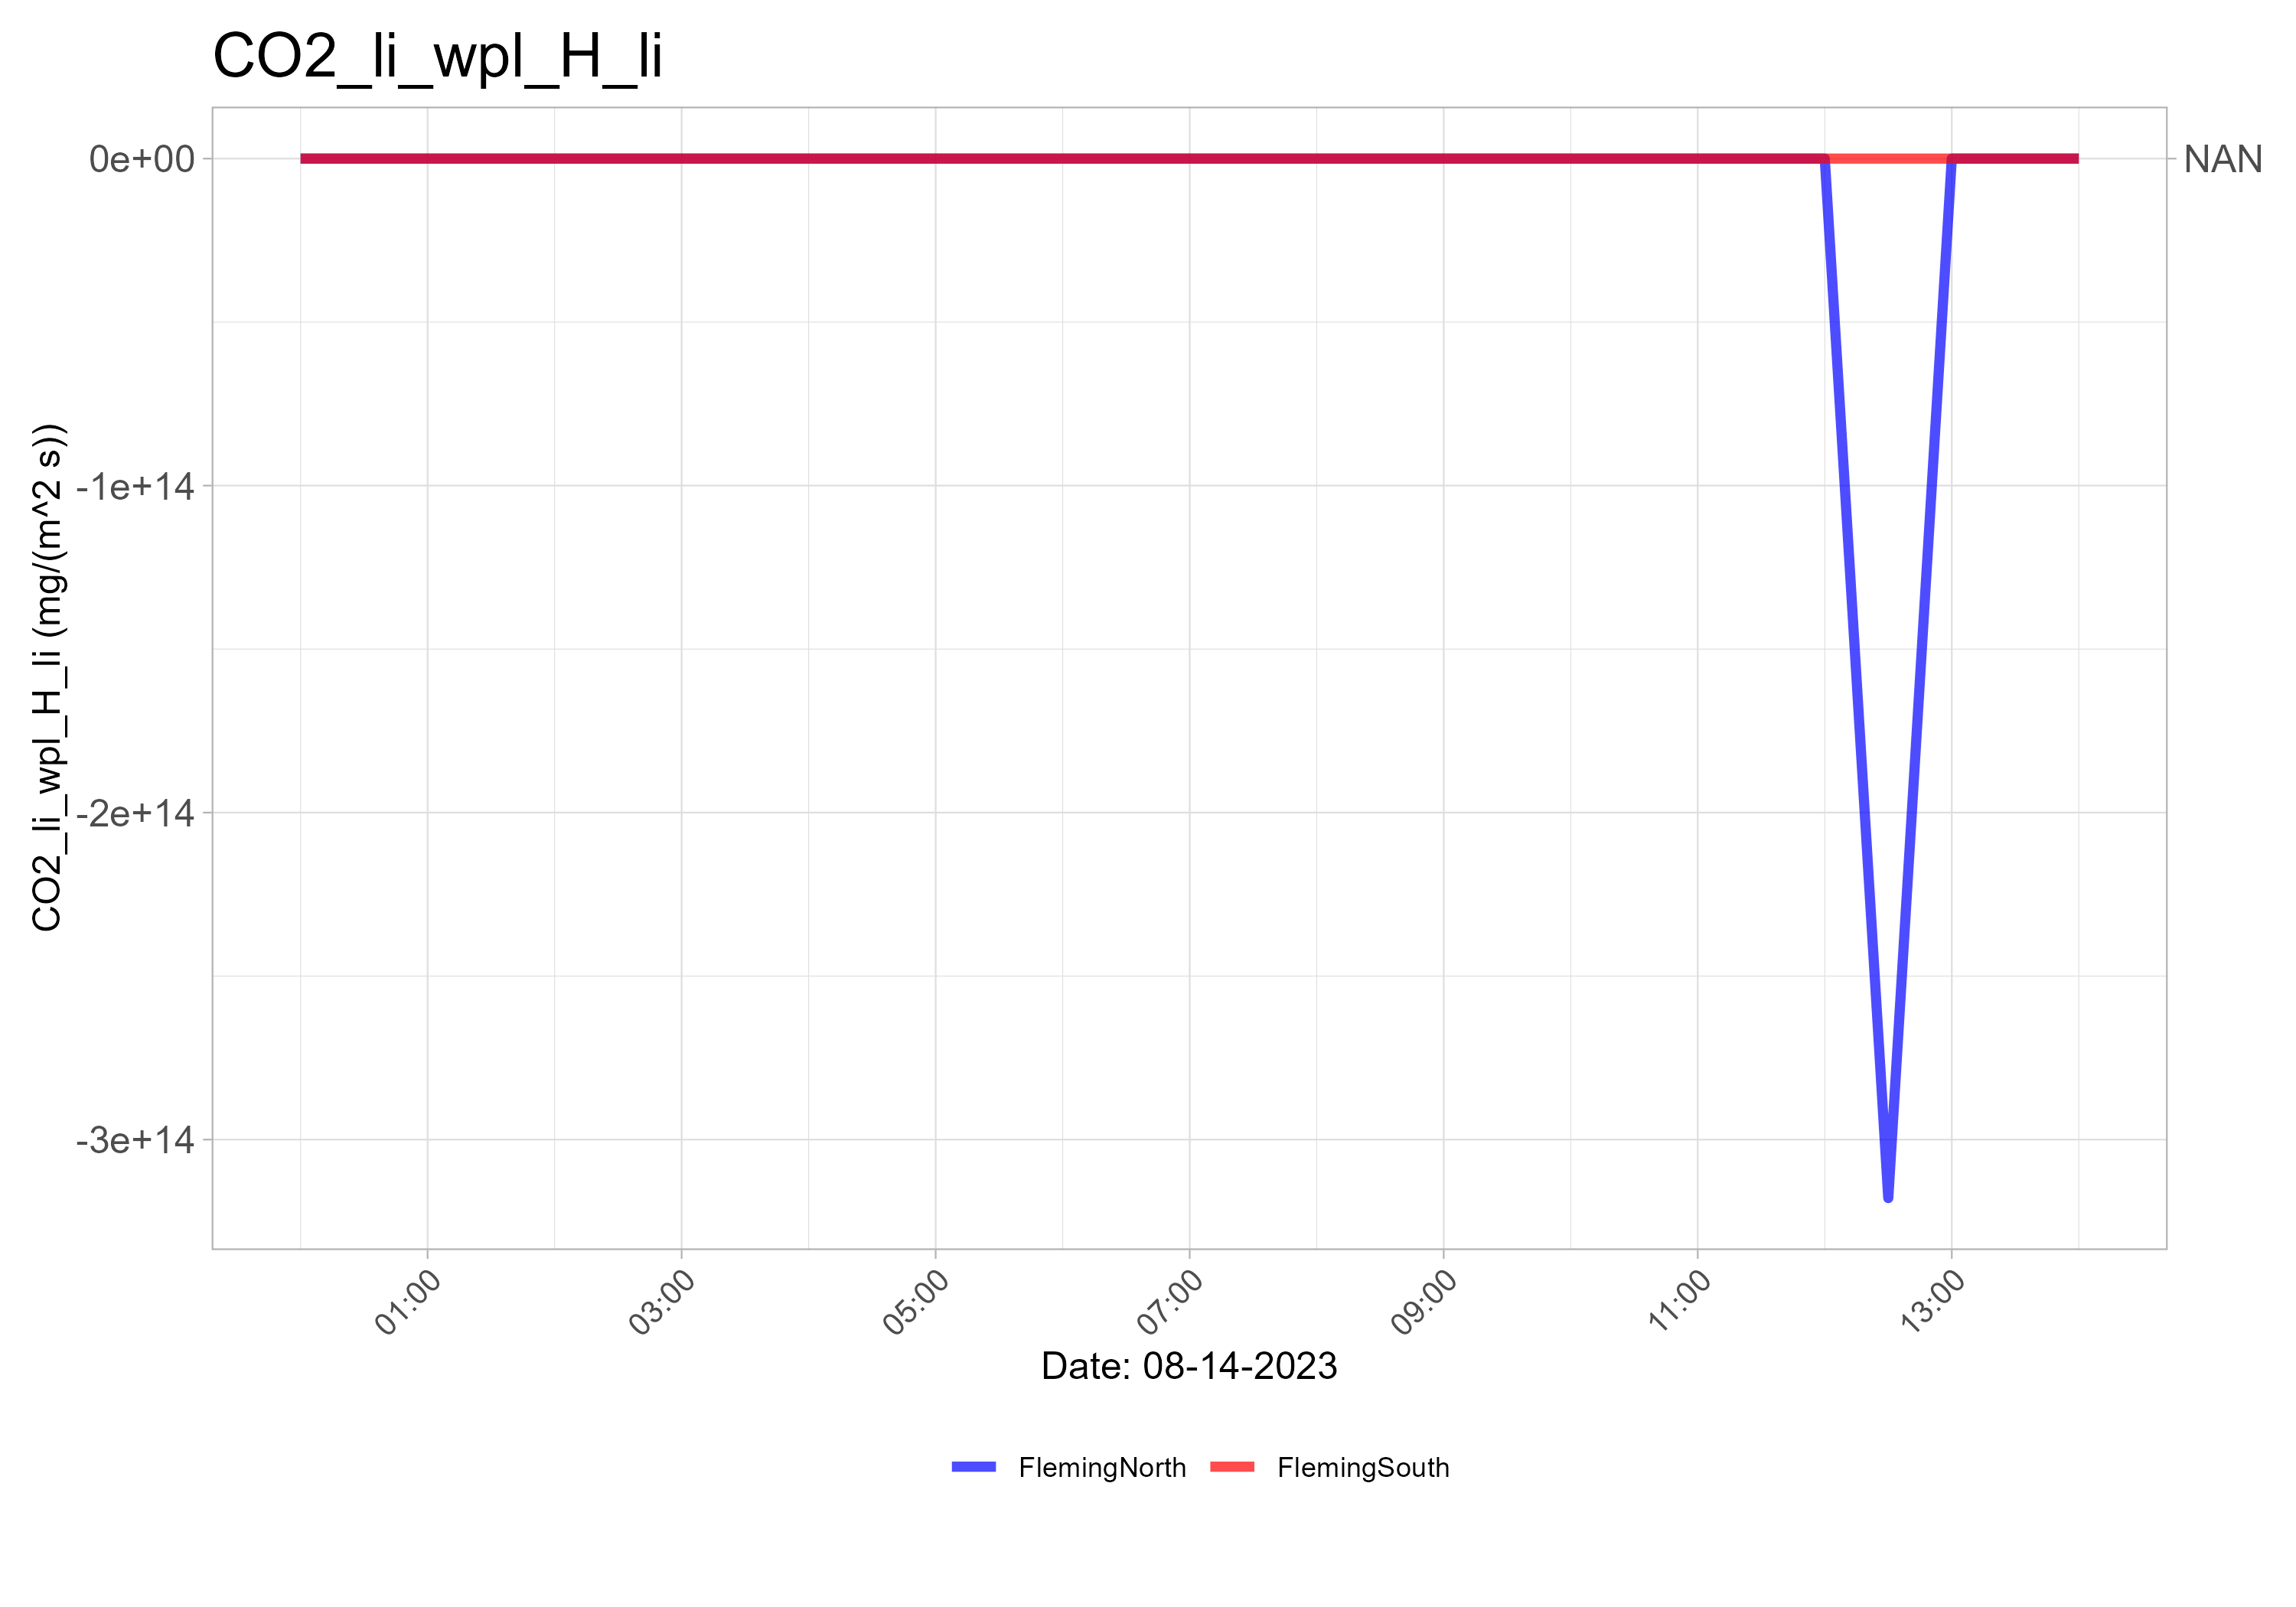 CO2_li_wpl_H_li
CO2_li_wpl_H_li (mg/(m^2 s))
0e+00
-1e+14
-2e+14
-3e+14
NAN
01:00
03:00
05:00
07:00
09:00
11:00
13:00
Date: 08-14-2023
FlemingNorth FlemingSouth